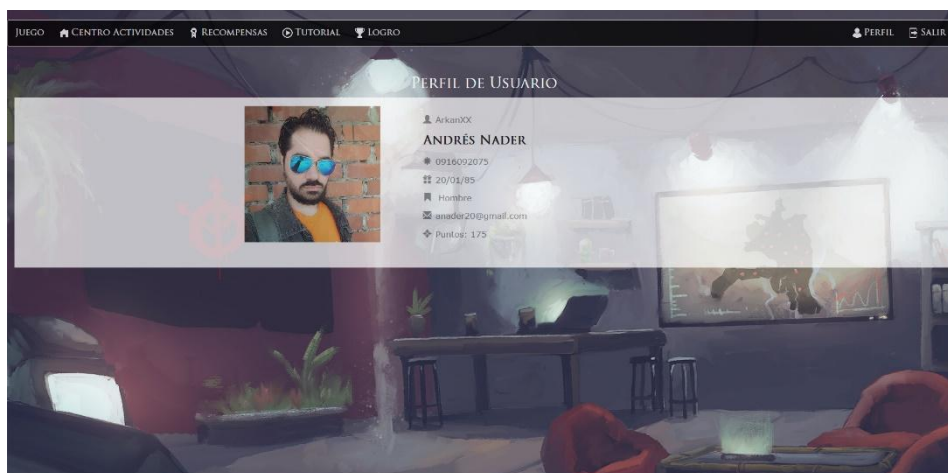 JUEGO CENTRO ACTIVIDADES RECOMPENSAS TUTORIAL LOGRO PERFIL SALIR
PERFIL DE USUARIO
ArkanXX
ANDRÉS NADER
0916092075
20/01/85
Hombre
anader20@gmail.com
Puntos: 175